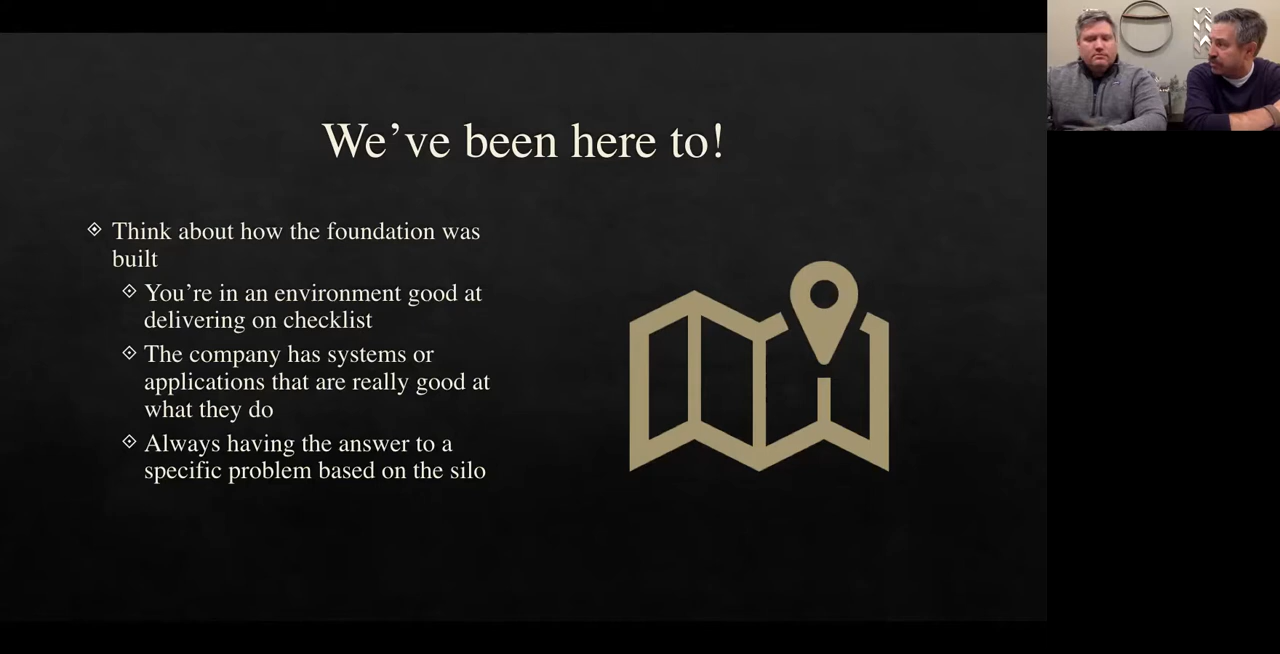 We've been here to!
Think about how the foundation was
built
You're in an environment good at
delivering on checklist
The company has systems or
applications that are really good at
what they do
Always having the answer to a
specific problem based on the silo